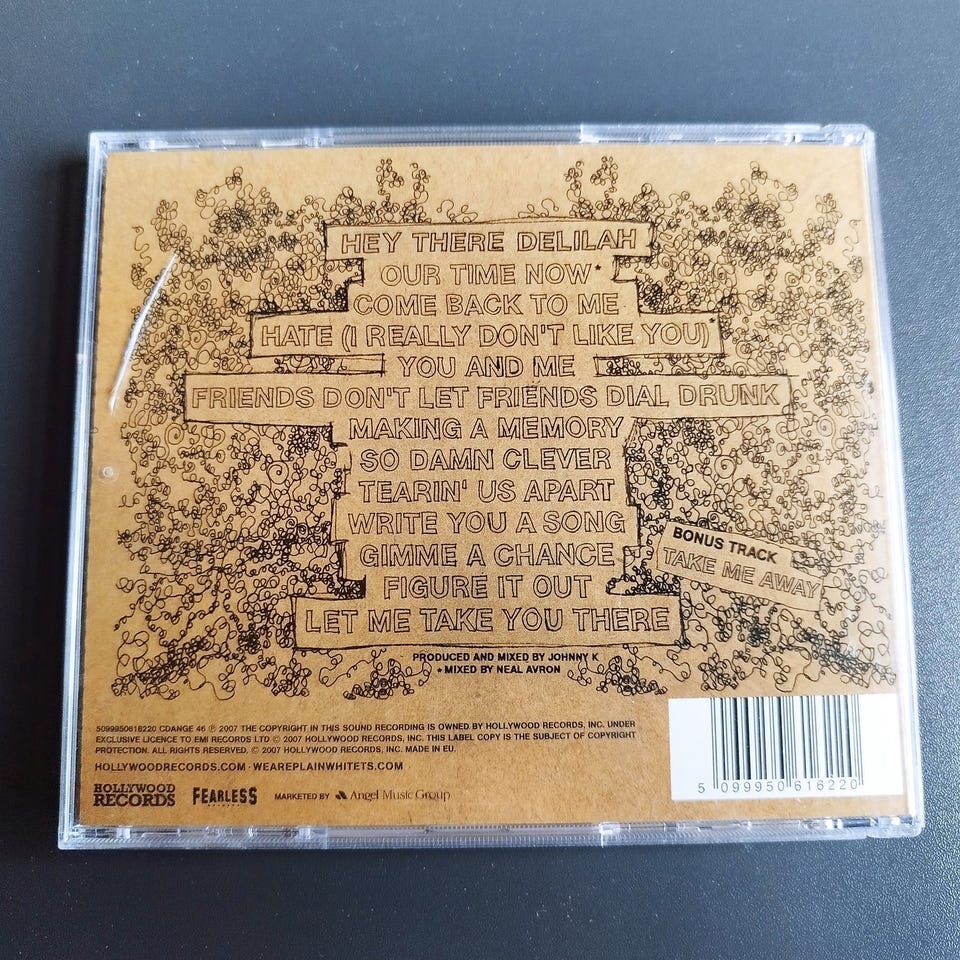 HEY THERE DELILAH
OUR TIME NOW*
COME BACK TO ME
HATE (I REALLY DON'T LIKE YOU)*
YOU AND ME
FRIENDS DON'T LET FRIENDS DIAL DRUNK
MAKING A MEMORY
SO DAMN CLEVER
TEARIN' US APART
WRITE YOU A SONG
GIMME A CHANCE
FIGURE IT OUT
LET ME TAKE YOU THERE
BONUS TRACK
TAKE ME AWAY
PRODUCED AND MIXED BY JOHNNY K
* MIXED BY NEAL AVRON
5099950616220 CDANGE 46 ℗ 2007 THE COPYRIGHT IN THIS SOUND RECORDING IS OWNED BY HOLLYWOOD RECORDS, INC. UNDER
EXCLUSIVE LICENCE TO EMI RECORDS LTD © 2007 HOLLYWOOD RECORDS, INC. THIS LABEL COPY IS THE SUBJECT OF COPYRIGHT
PROTECTION. ALL RIGHTS RESERVED. © 2007 HOLLYWOOD RECORDS, INC. MADE IN EU.
HOLLYWOODRECORDS.COM · WEAREPLAINWHITETS.COM
HOLLYWOOD
RECORDS
FEARLESS
MARKETED BY Angel Music Group
5 099950 616220